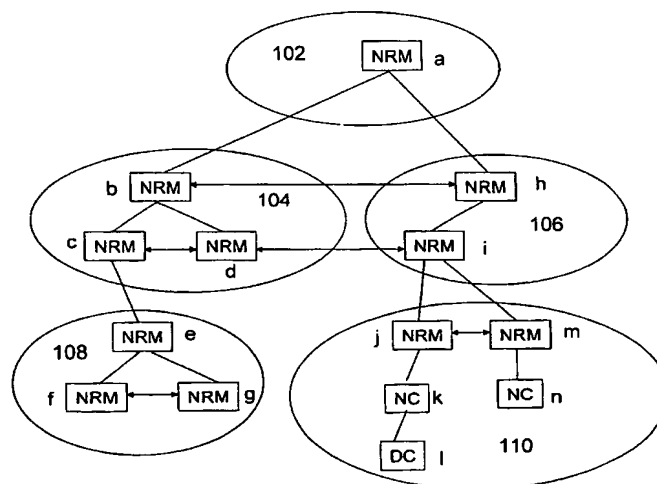 102 NRM a
b NRM 104 NRM h
c NRM NRM d NRM i 106
108 NRM e j NRM NRM m
f NRM NRM g NC k NC n
DC l 110